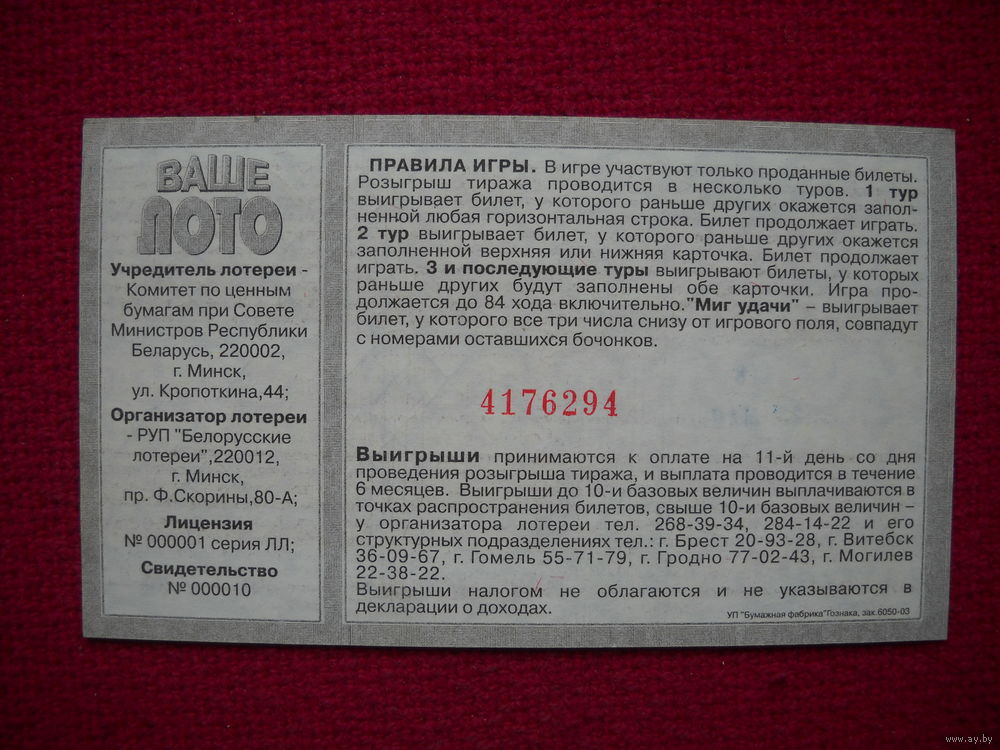 ВАШЕ
ЛОТО
Учредитель лотереи -
Комитет по ценным
бумагам при Совете
Министров Республики
Беларусь, 220002,
г. Минск,
ул. Кропоткина,44;
Организатор лотереи
- РУП "Белорусские
лотереи",220012,
г. Минск,
пр. Ф.Скорины,80-А;
Лицензия
№ 000001 серия ЛЛ;
Свидетельство
№ 000010
ПРАВИЛА ИГРЫ. В игре участвуют только проданные билеты.
Розыгрыш тиража проводится в несколько туров. 1 тур
выигрывает билет, у которого раньше других окажется запол-
ненной любая горизонтальная строка. Билет продолжает играть.
2 тур выигрывает билет, у которого раньше других окажется
заполненной верхняя или нижняя карточка. Билет продолжает
играть. 3 и последующие туры выигрывают билеты, у которых
раньше других будут заполнены обе карточки. Игра про-
должается до 84 хода включительно."Миг удачи" – выигрывает
билет, у которого все три числа снизу от игрового поля, совпадут
с номерами оставшихся бочонков.
4176294
Выигрыши принимаются к оплате на 11-й день со дня
проведения розыгрыша тиража, и выплата проводится в течение
6 месяцев. Выигрыши до 10-и базовых величин выплачиваются в
точках распространения билетов, свыше 10-и базовых величин –
у организатора лотереи тел. 268-39-34, 284-14-22 и его
структурных подразделениях тел.: г. Брест 20-93-28, г. Витебск
36-09-67, г. Гомель 55-71-79, г. Гродно 77-02-43, г. Могилев
22-38-22.
Выигрыши налогом не облагаются и не указываются в
декларации о доходах.
УП "Бумажная фабрика"Гознака, зак.6050-03
www.ay.by